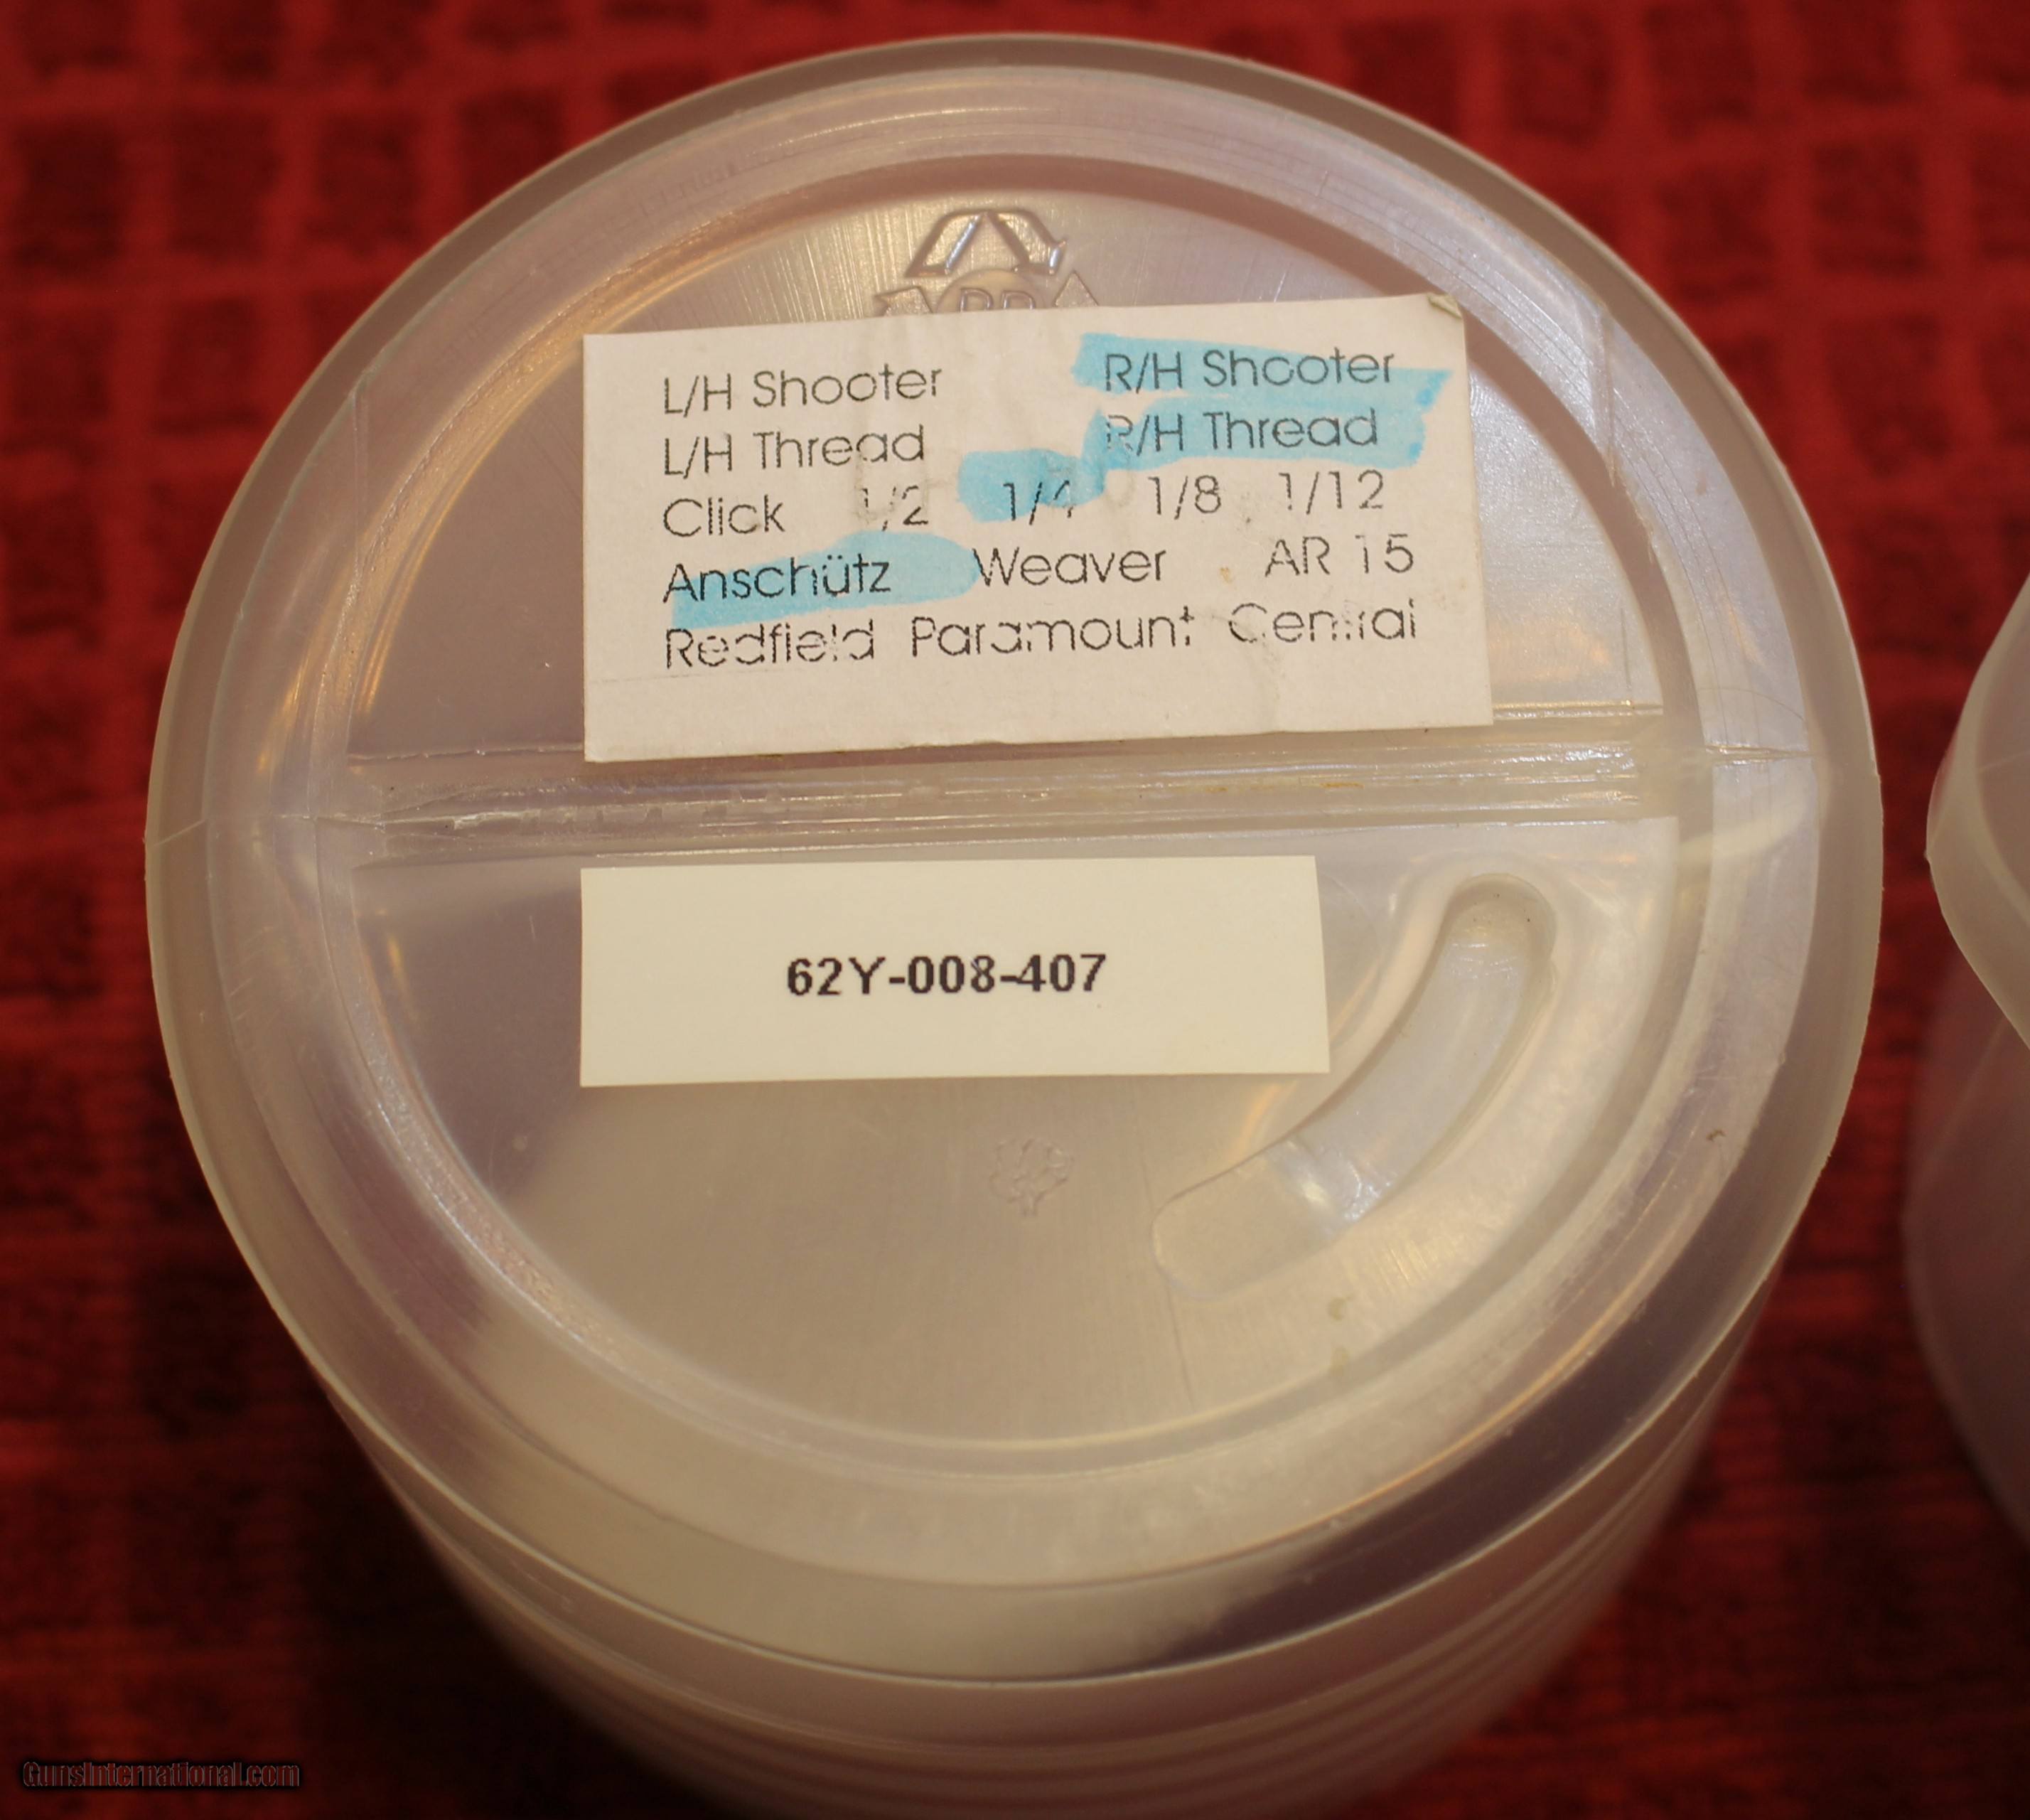 PP
L/H Shooter R/H Shooter
L/H Thread R/H Thread
Click 1/2 1/4 1/8 1/12
Anschütz Weaver AR 15
Redfield Paramount Central
62Y-008-407
GunsInternational.com